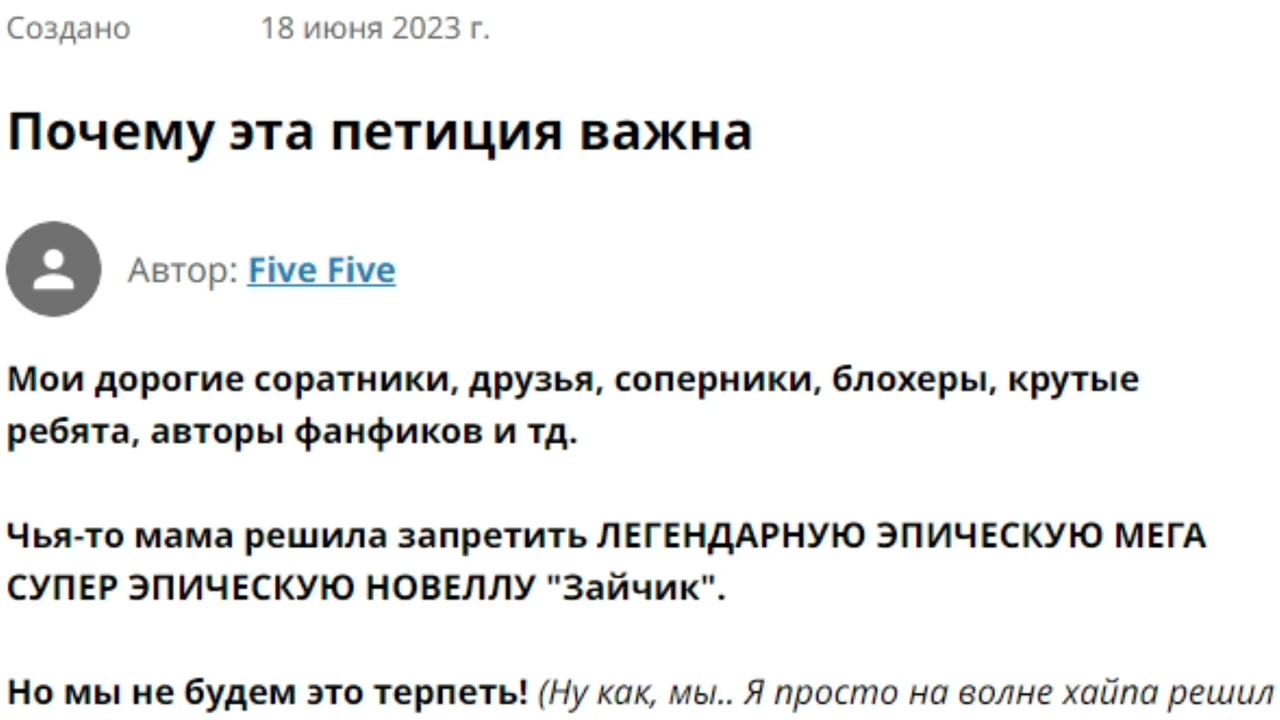 Создано 18 июня 2023 г.
Почему эта петиция важна
Автор: Five Five
Мои дорогие соратники, друзья, соперники, блохеры, крутые
ребята, авторы фанфиков и тд.
Чья-то мама решила запретить ЛЕГЕНДАРНУЮ ЭПИЧЕСКУЮ МЕГА
СУПЕР ЭПИЧЕСКУЮ НОВЕЛЛУ "Зайчик".
Но мы не будем это терпеть! (Ну как, мы.. Я просто на волне хайпа решил